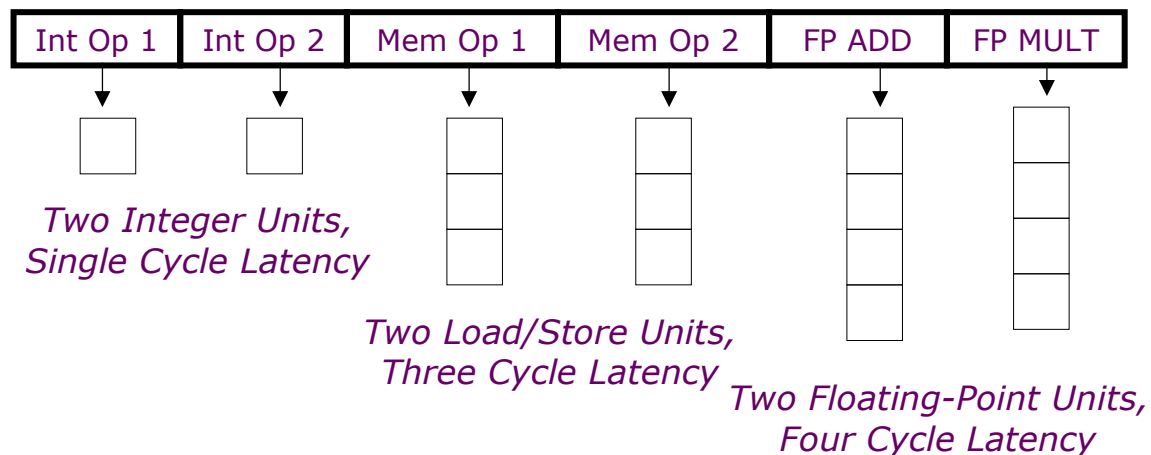 Int Op 1 Int Op 2 Mem Op 1 Mem Op 2 FP ADD FP MULT
Two Integer Units,
Single Cycle Latency
Two Load/Store Units,
Three Cycle Latency
Two Floating-Point Units,
Four Cycle Latency